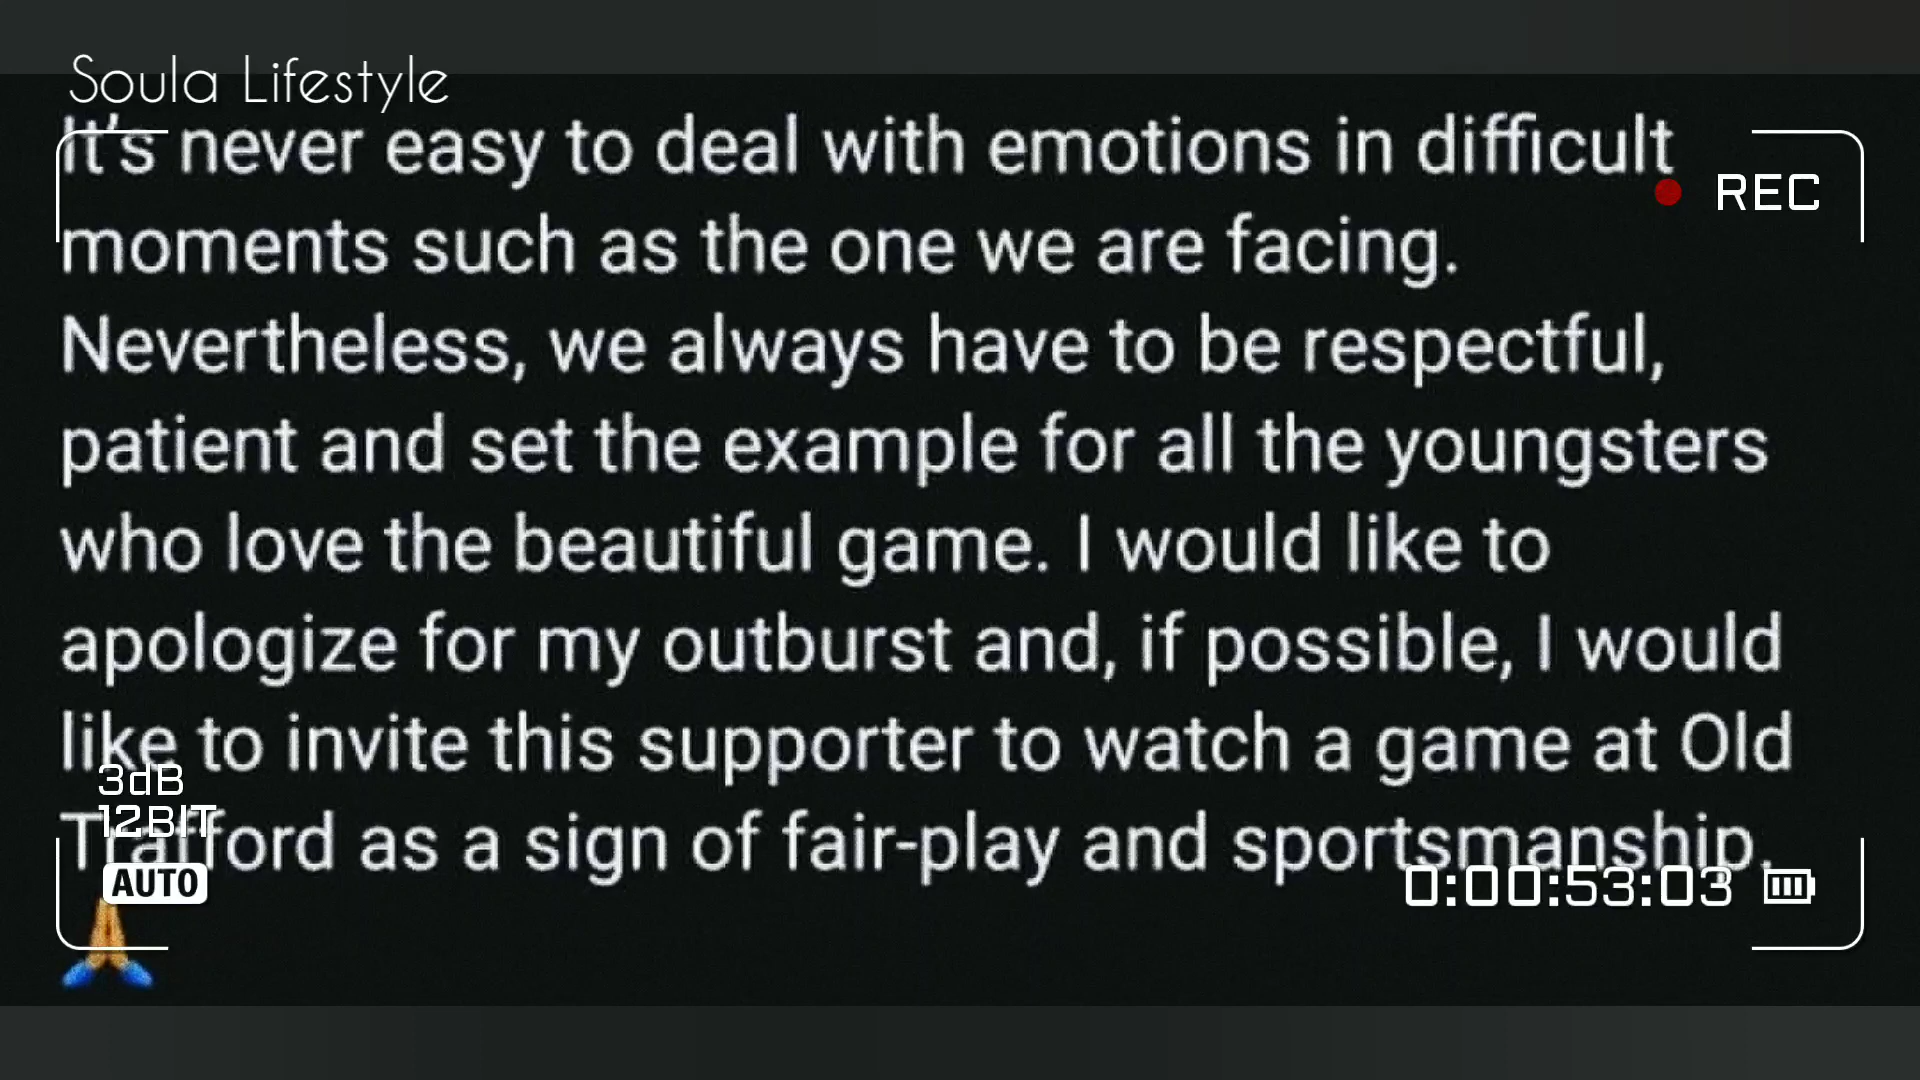 Soula Lifestyle
It's never easy to deal with emotions in difficult
REC
moments such as the one we are facing.
Nevertheless, we always have to be respectful,
patient and set the example for all the youngsters
who love the beautiful game. I would like to
apologize for my outburst and, if possible, I would
like to invite this supporter to watch a game at Old
3dB
12BIT
Trafford as a sign of fair-play and sportsmanship.
AUTO
0:00:53:03